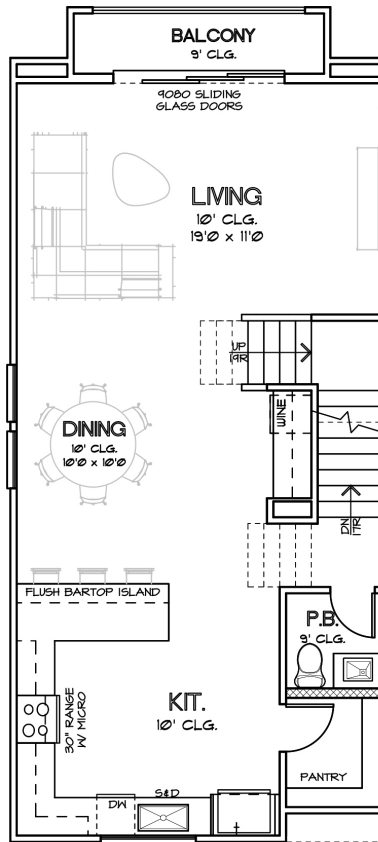 BALCONY
9' CLG.
9080 SLIDING
GLASS DOORS
LIVING
10' CLG.
19'0 x 11'0
UP
19R
WINE
DINING
10' CLG.
10'0 x 10'0
DN
17R
FLUSH BARTOP ISLAND
P.B.
9' CLG.
KIT.
10' CLG.
30" RANGE
W/ MICRO
PANTRY
S&D
DW